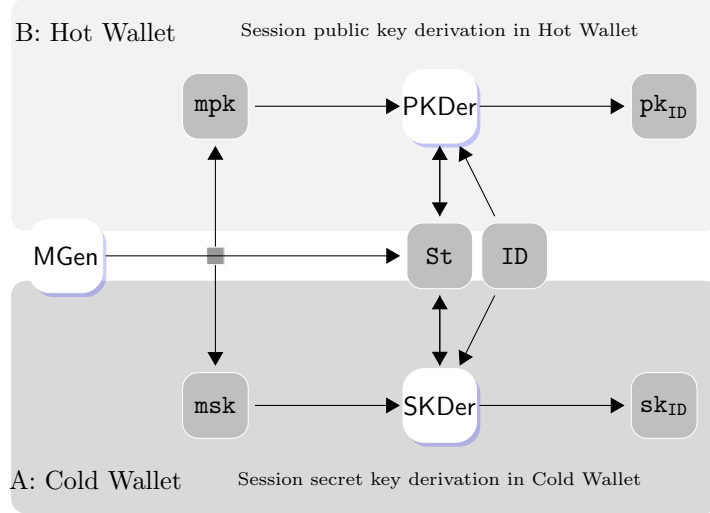 B: Hot Wallet
Session public key derivation in Hot Wallet
mpk
PKDer
pk_ID
MGen
St
ID
msk
SKDer
sk_ID
A: Cold Wallet
Session secret key derivation in Cold Wallet